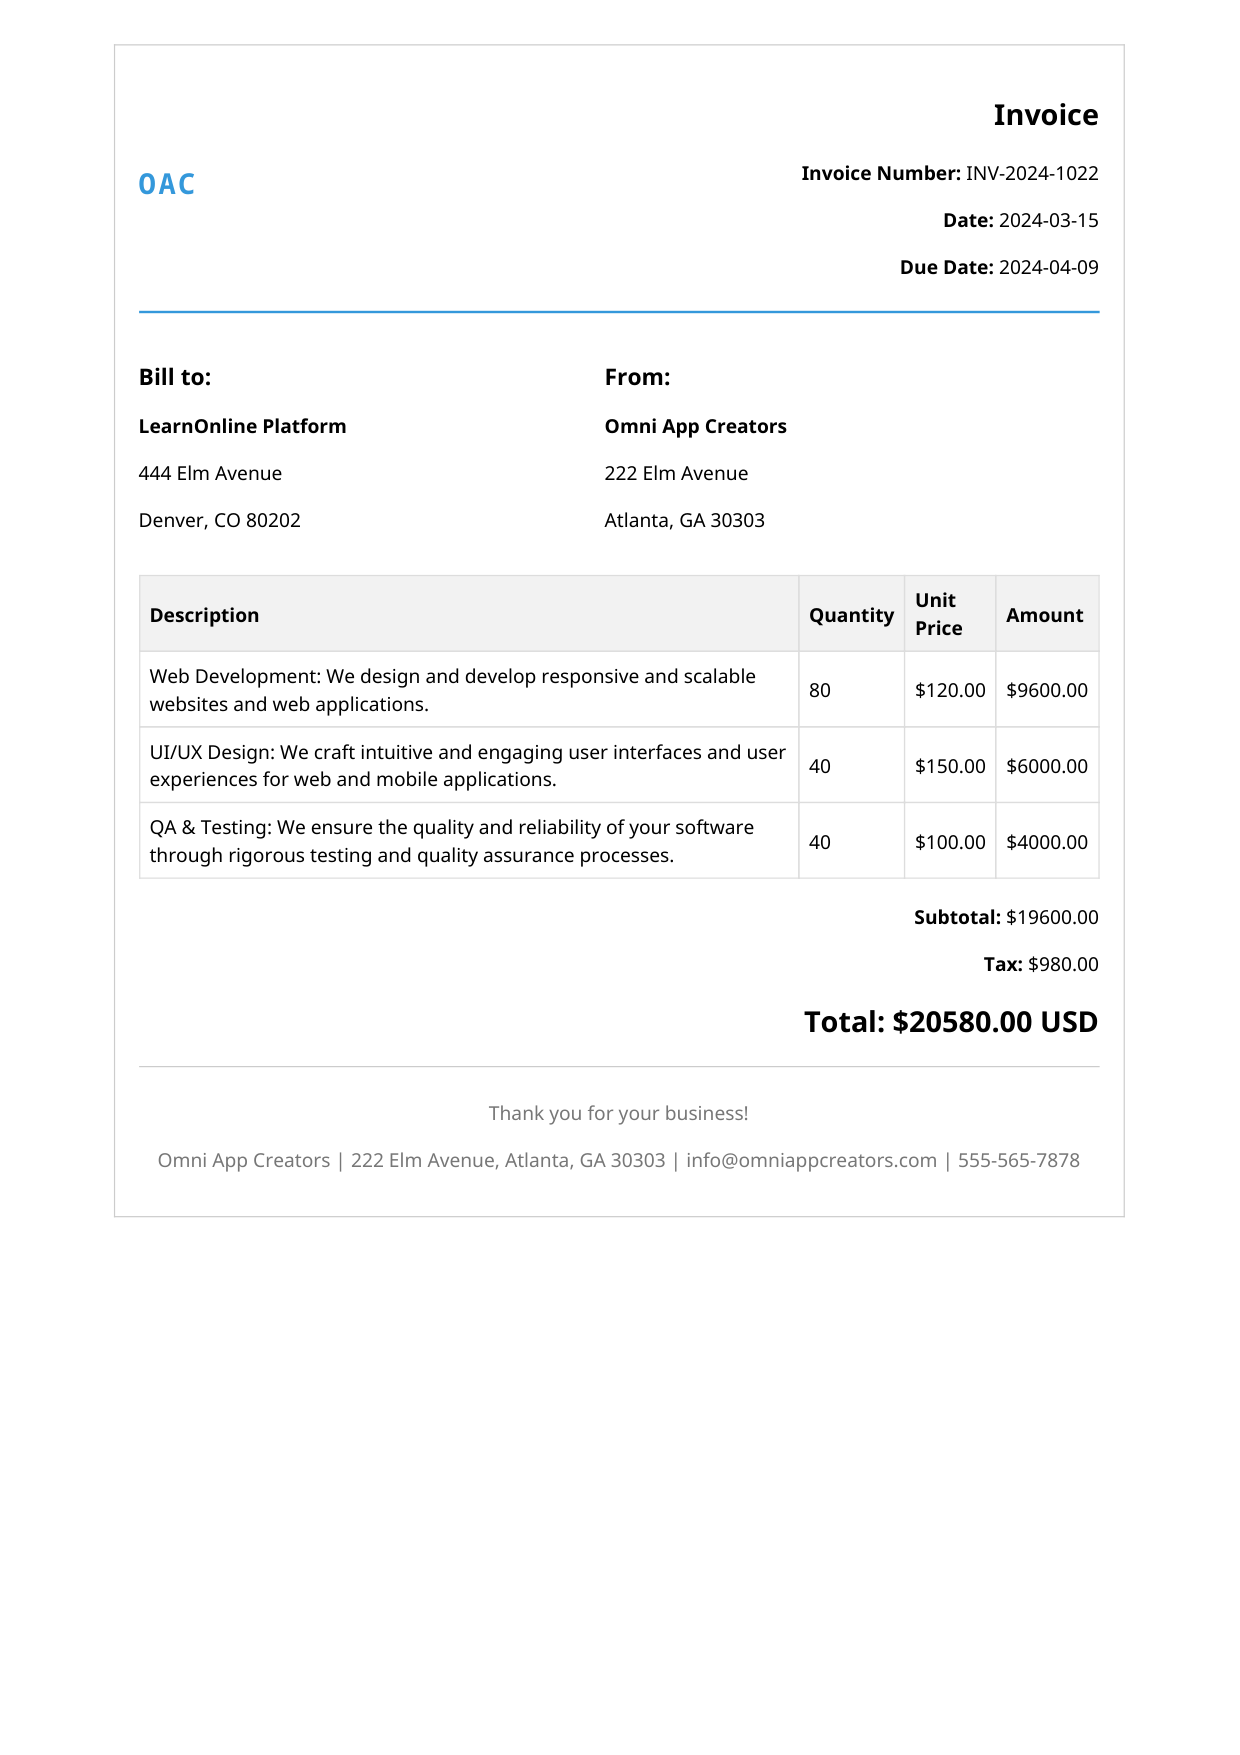 Invoice
OAC
Invoice Number: INV-2024-1022
Date: 2024-03-15
Due Date: 2024-04-09
Bill to:
LearnOnline Platform
444 Elm Avenue
Denver, CO 80202
From:
Omni App Creators
222 Elm Avenue
Atlanta, GA 30303
Description Quantity Unit Price Amount
Web Development: We design and develop responsive and scalable
websites and web applications.
80 $120.00 $9600.00
UI/UX Design: We craft intuitive and engaging user interfaces and user
experiences for web and mobile applications.
40 $150.00 $6000.00
QA & Testing: We ensure the quality and reliability of your software
through rigorous testing and quality assurance processes.
40 $100.00 $4000.00
Subtotal: $19600.00
Tax: $980.00
Total: $20580.00 USD
Thank you for your business!
Omni App Creators | 222 Elm Avenue, Atlanta, GA 30303 | info@omniappcreators.com | 555-565-7878